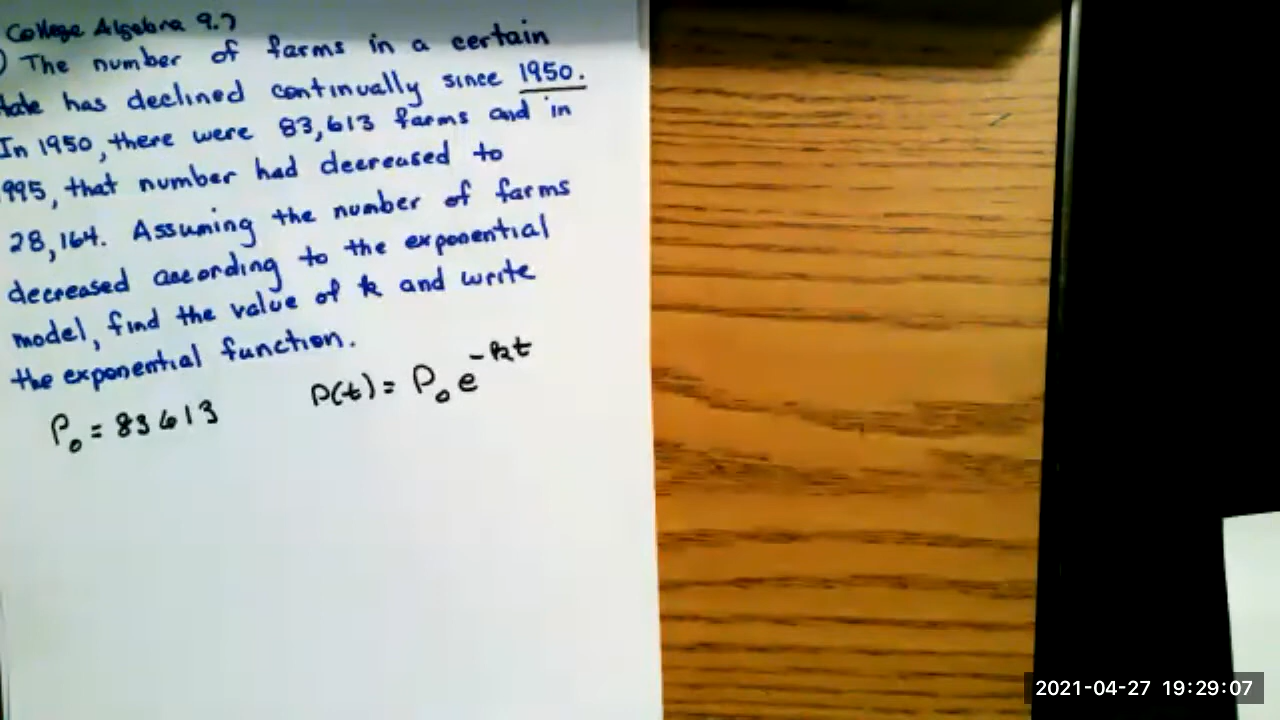 College Algebra 9.7
) The number of farms in a certain
tate has declined continually since 1950.
In 1950, there were 83,613 farms and in
995, that number had decreased to
28,164. Assuming the number of farms
decreased according to the exponential
model, find the value of k and write
the exponential function.
P(t) = P₀e^-kt
P₀ = 83613
2021-04-27 19:29:07